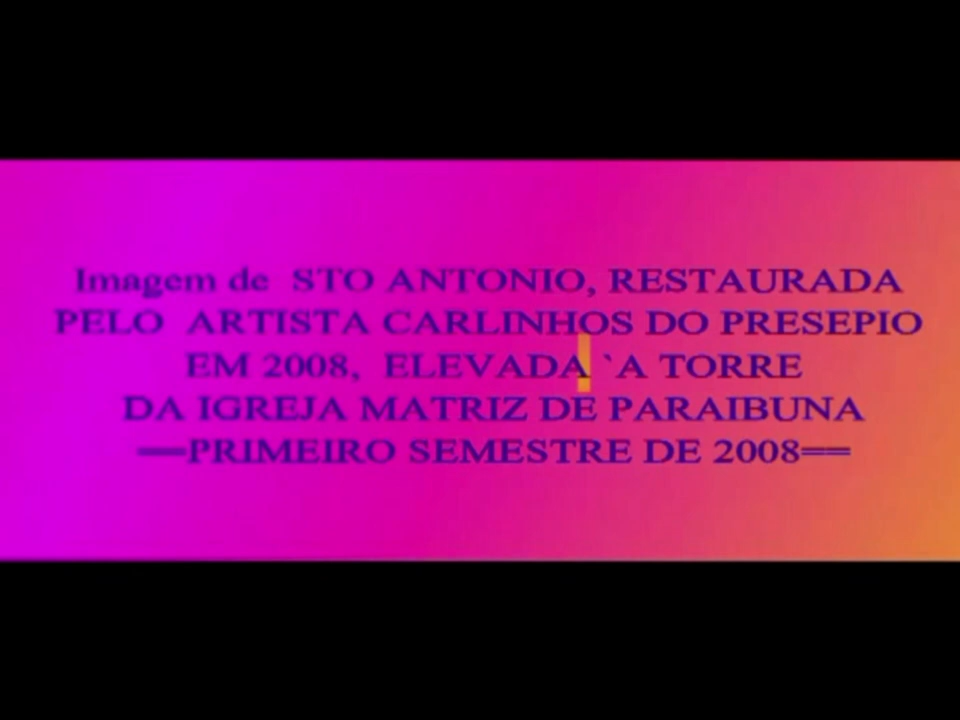 Imagem de STO ANTONIO, RESTAURADA
PELO ARTISTA CARLINHOS DO PRESEPIO
EM 2008, ELEVADA `A TORRE
DA IGREJA MATRIZ DE PARAIBUNA
==PRIMEIRO SEMESTRE DE 2008==